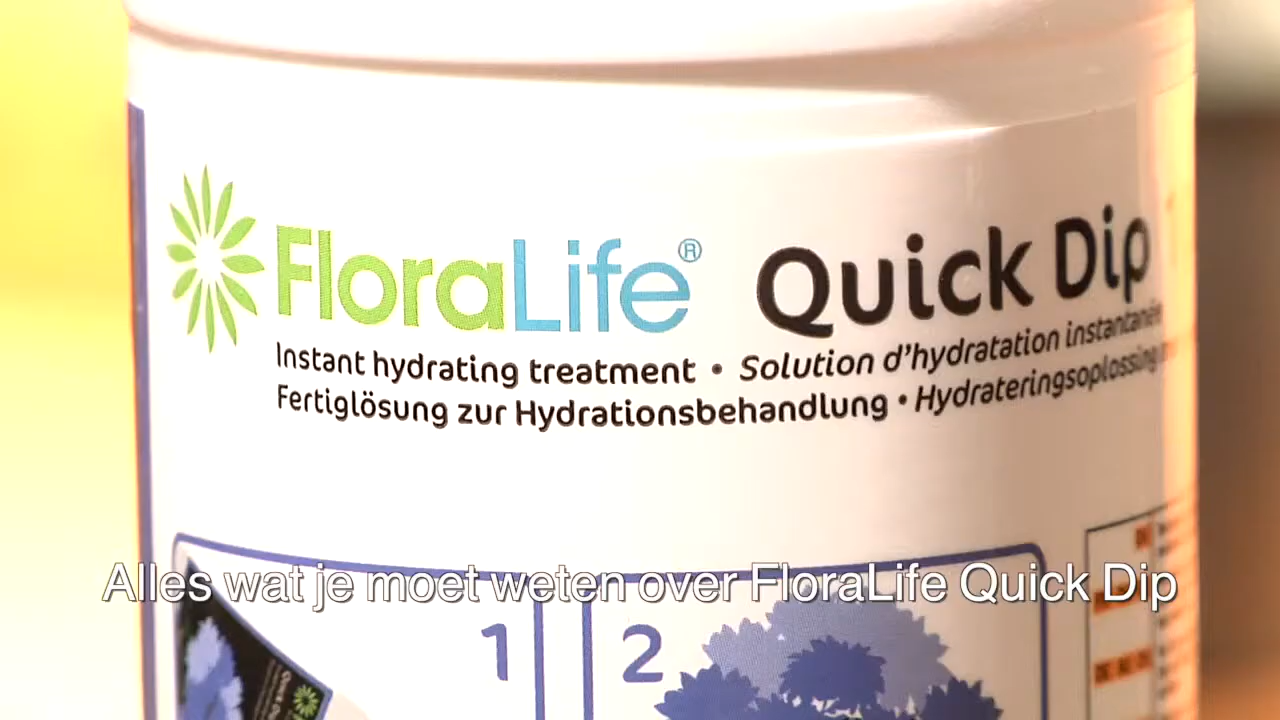 FloraLife® Quick Dip
Instant hydrating treatment • Solution d'hydratation instantanée
Fertiglösung zur Hydrationsbehandlung • Hydrateringsoplossing
Alles wat je moet weten over FloraLife Quick Dip
1 2